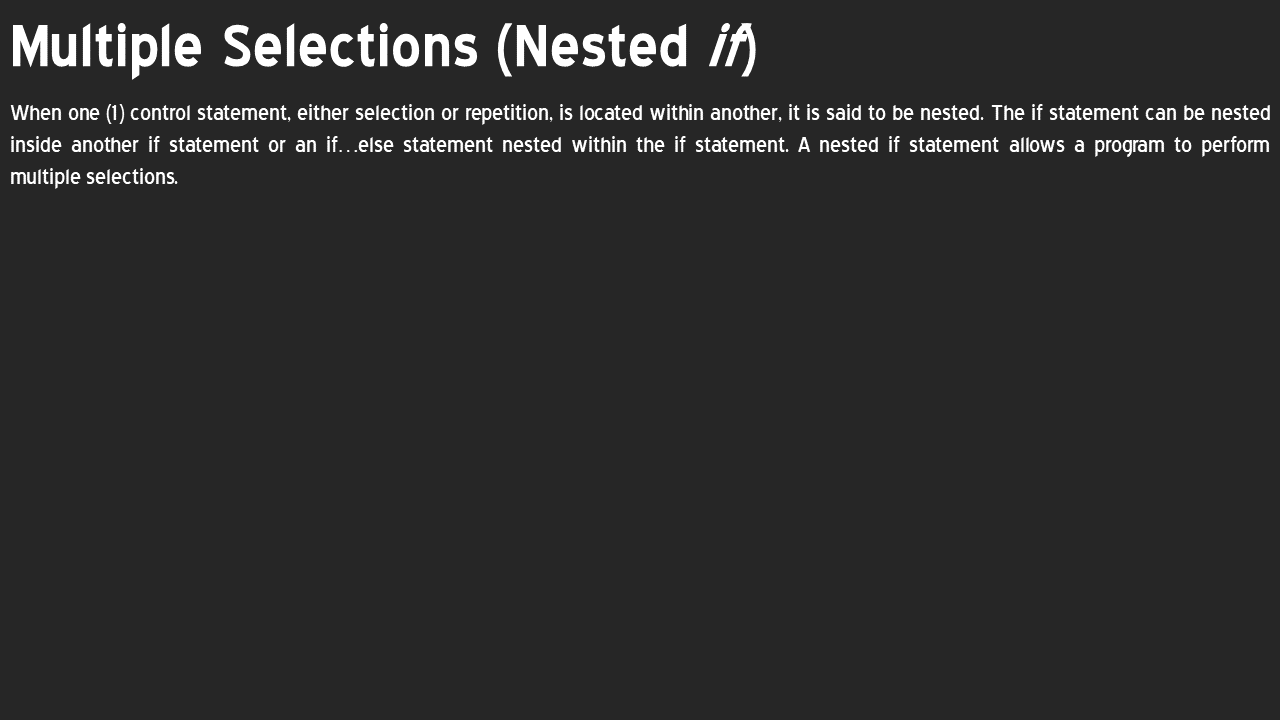 Multiple Selections (Nested if)
When one (1) control statement, either selection or repetition, is located within another, it is said to be nested. The if statement can be nested
inside another if statement or an if…else statement nested within the if statement. A nested if statement allows a program to perform
multiple selections.